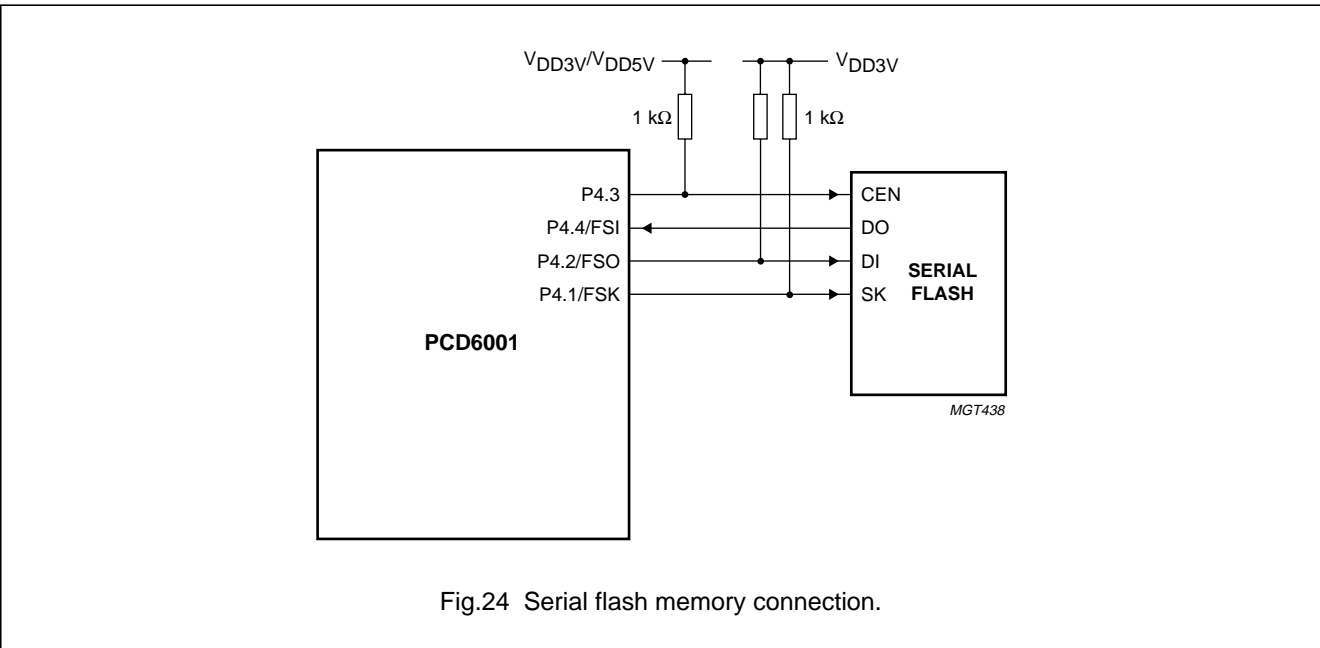 VDD3V/VDD5V
VDD3V
1 kΩ
1 kΩ
P4.3
CEN
P4.4/FSI
DO
P4.2/FSO
DI
P4.1/FSK
SK
SERIAL
FLASH
PCD6001
MGT438
Fig.24 Serial flash memory connection.